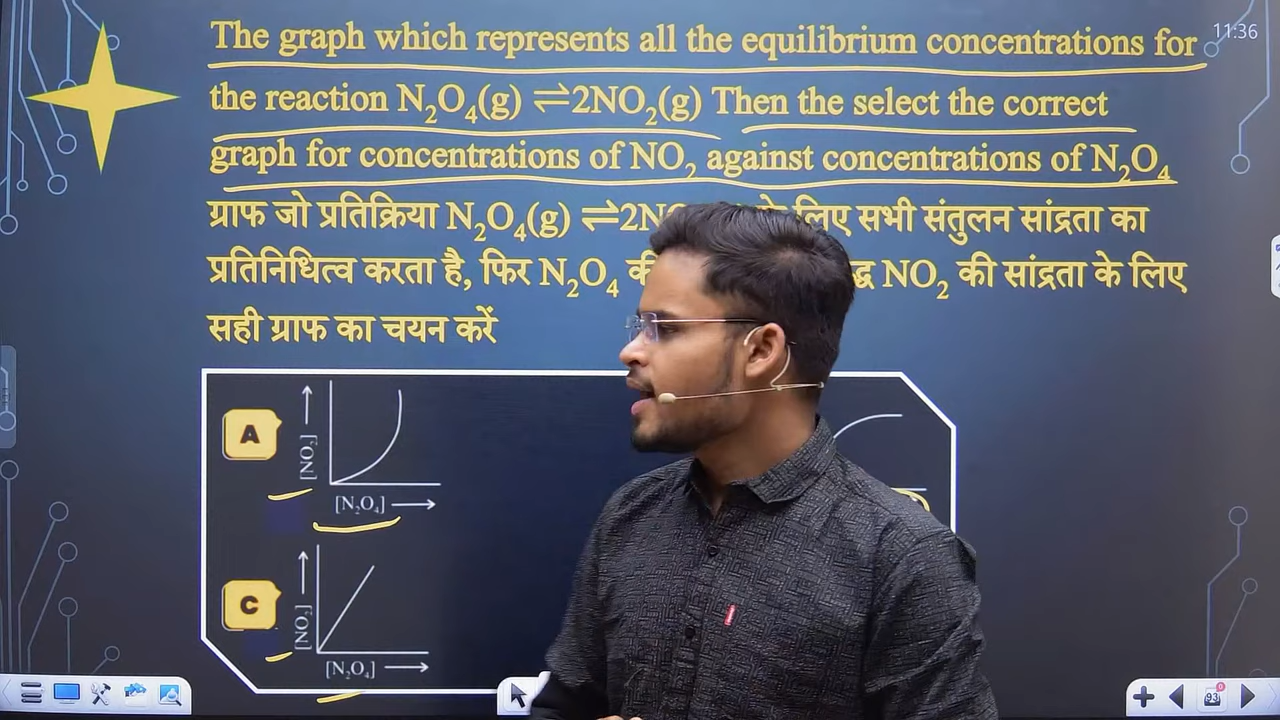 11:36
The graph which represents all the equilibrium concentrations for
the reaction N₂O₄(g) ⇌2NO₂(g) Then the select the correct
graph for concentrations of NO₂ against concentrations of N₂O₄
ग्राफ जो प्रतिक्रिया N₂O₄(g) ⇌ लिए सभी संतुलन सांद्रता का
प्रतिनिधित्व करता है, फिर N₂O₄ NO₂ की सांद्रता के लिए
सही ग्राफ का चयन करें
A
[NO₂]
[N₂O₄]
C
[NO₂]
[N₂O₄]
93